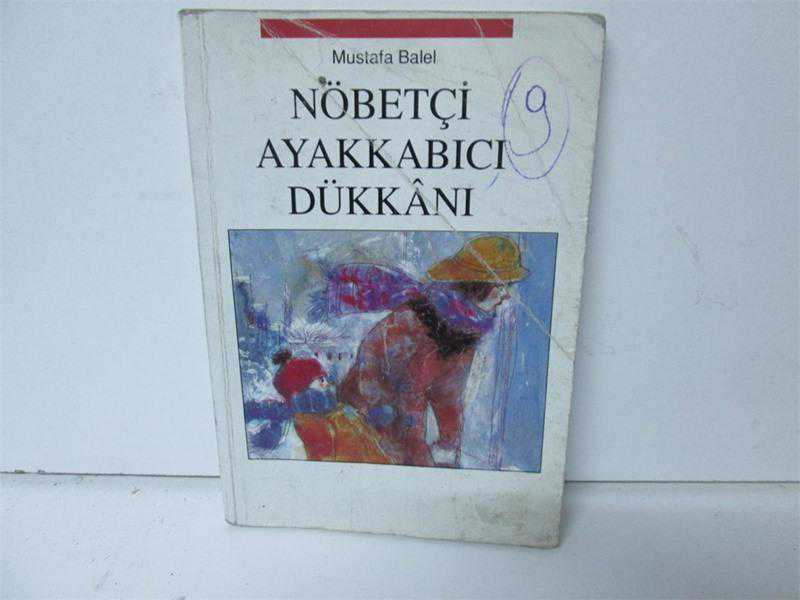 Mustafa Balel
NÖBETÇİ
AYAKKABICI
DÜKKÂNI
9